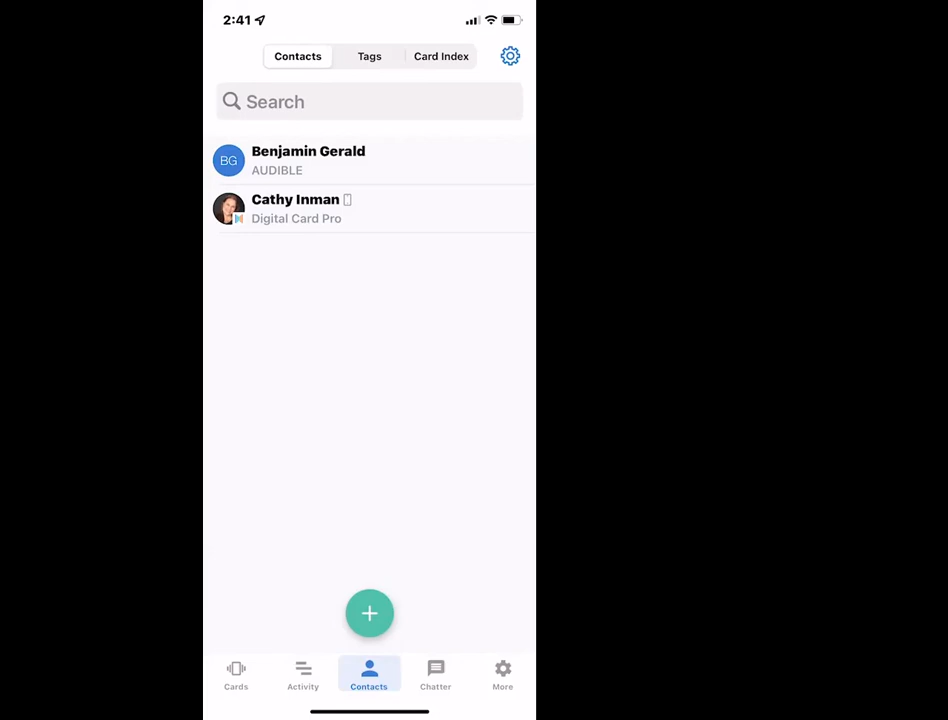 2:41
Contacts Tags Card Index
Search
BG
Benjamin Gerald
AUDIBLE
Cathy Inman
Digital Card Pro
+
Cards Activity Contacts Chatter More